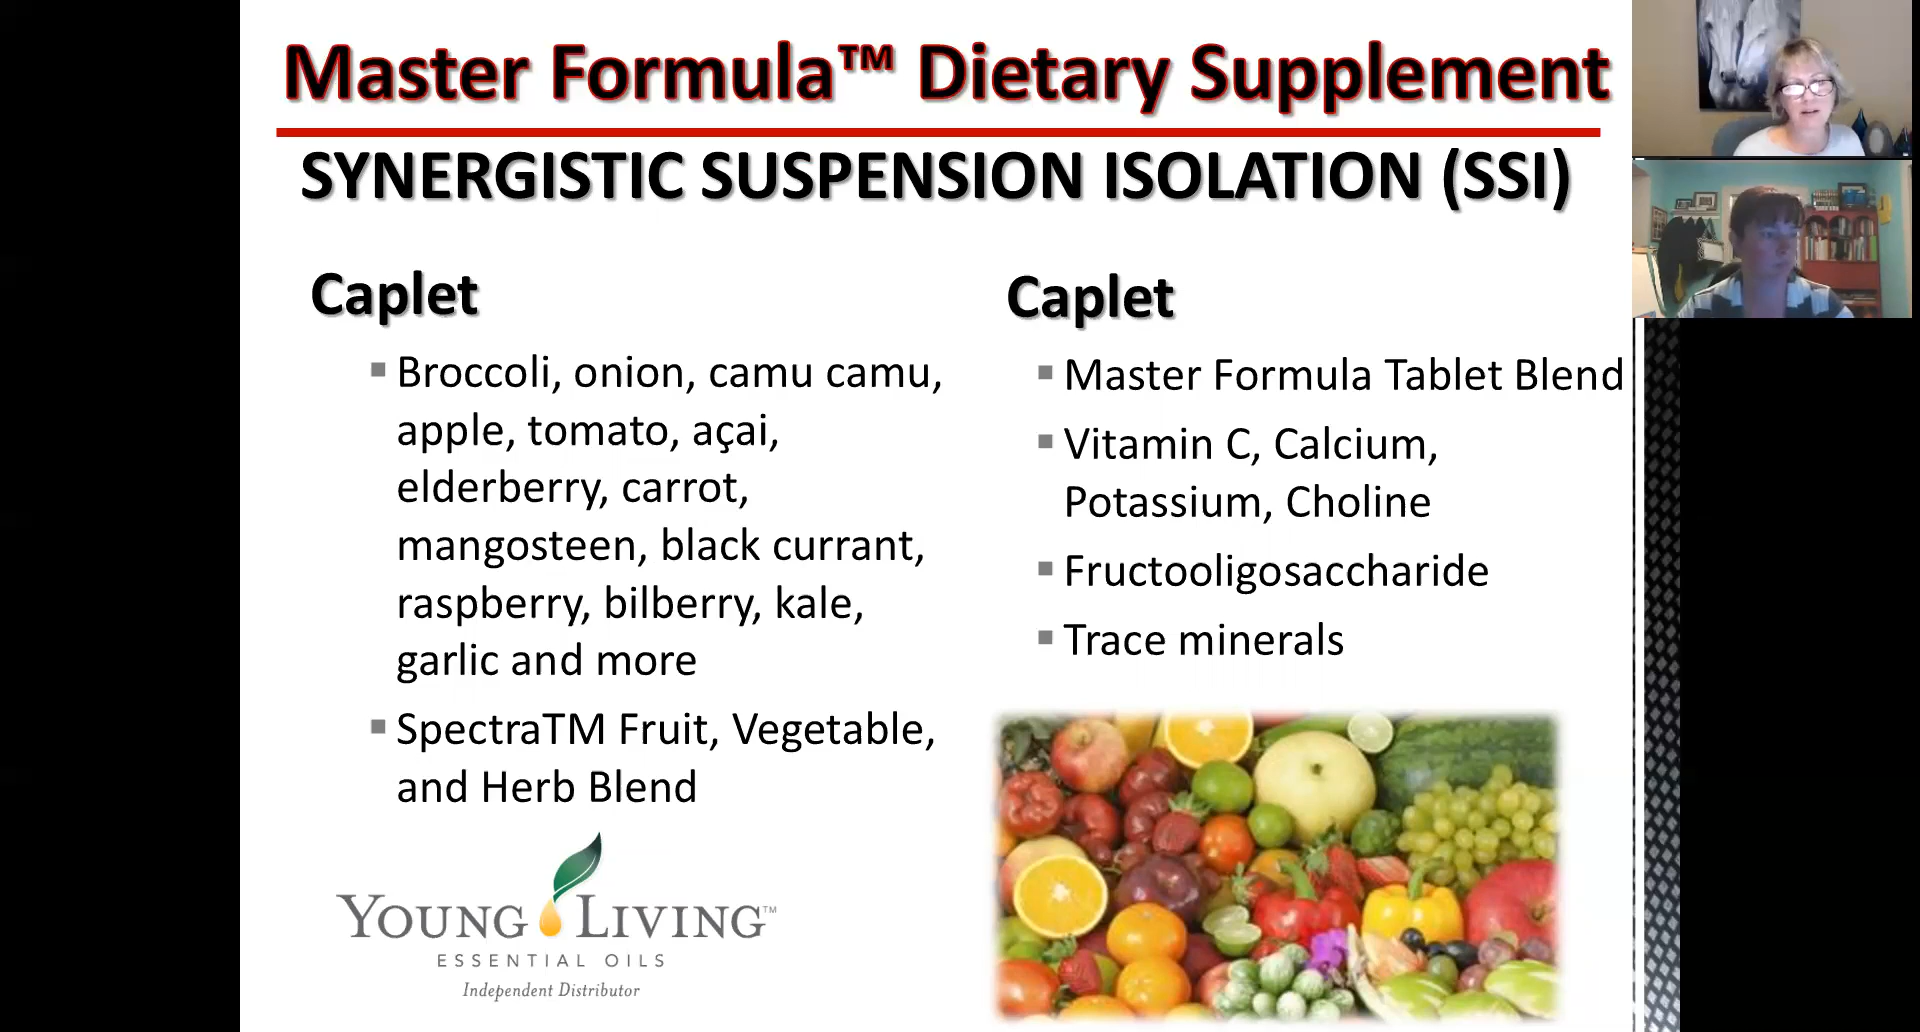 Master Formula™ Dietary Supplement
SYNERGISTIC SUSPENSION ISOLATION (SSI)
Caplet
▪ Broccoli, onion, camu camu,
apple, tomato, açai,
elderberry, carrot,
mangosteen, black currant,
raspberry, bilberry, kale,
garlic and more
▪ SpectraTM Fruit, Vegetable,
and Herb Blend
Caplet
▪ Master Formula Tablet Blend
▪ Vitamin C, Calcium,
Potassium, Choline
▪ Fructooligosaccharide
▪ Trace minerals
YOUNG LIVING™
ESSENTIAL OILS
Independent Distributor